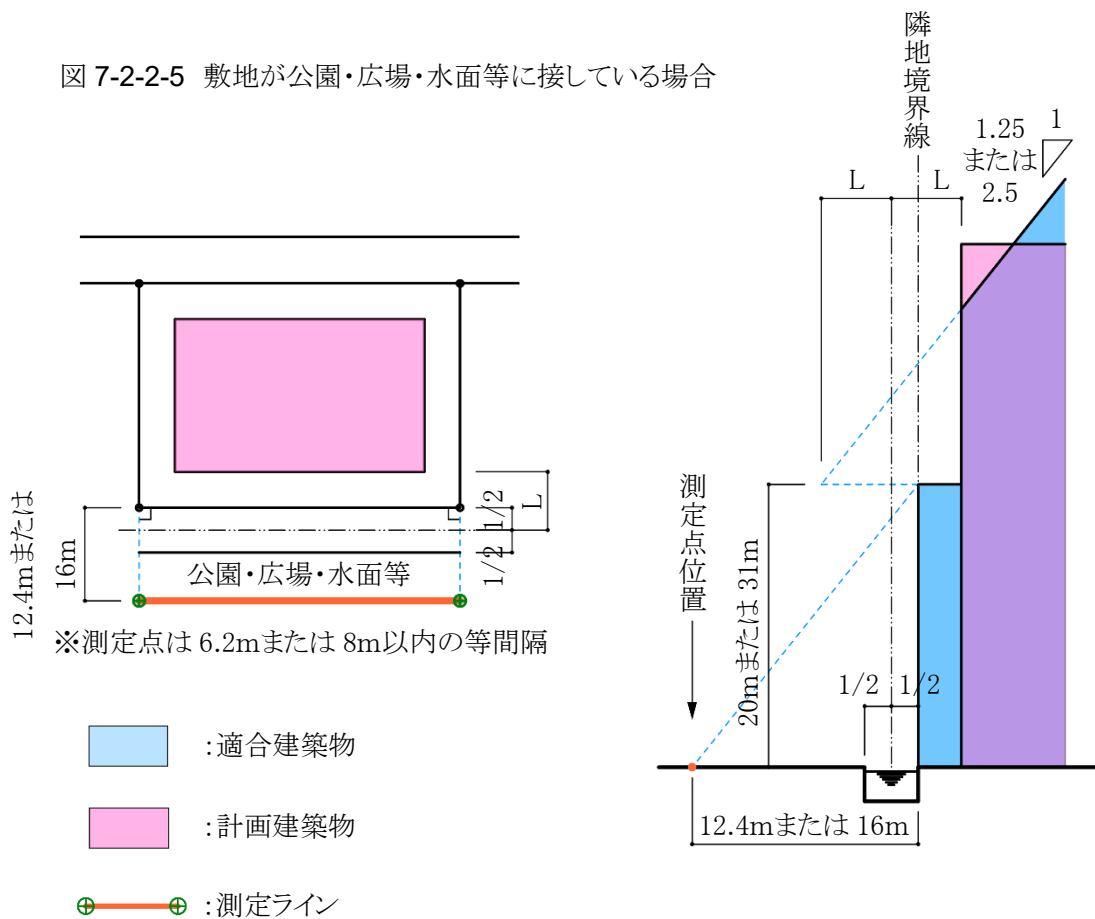 図 7-2-2-5 敷地が公園・広場・水面等に接している場合
12.4mまたは
16m
L
1/2
1/2
公園・広場・水面等
※測定点は 6.2mまたは 8m以内の等間隔
:適合建築物
:計画建築物
:測定ライン
隣地境界線
1.25
または
2.5
1
L
L
測定点位置
20mまたは 31m
1/2
1/2
12.4mまたは 16m